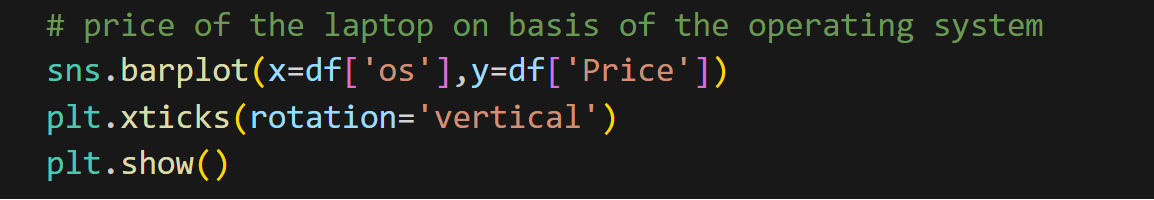 # price of the laptop on basis of the operating system
sns.barplot(x=df['os'],y=df['Price'])
plt.xticks(rotation='vertical')
plt.show()